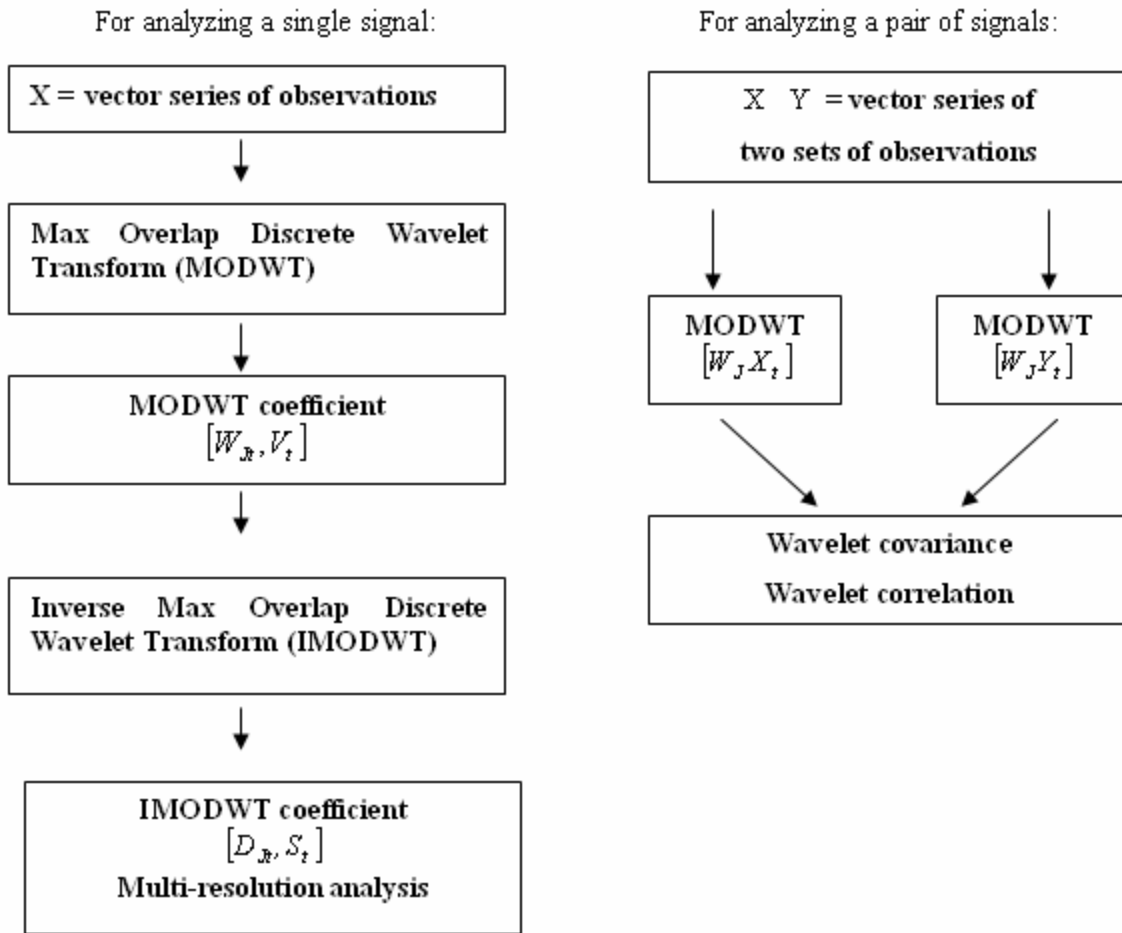 For analyzing a single signal:
X = vector series of observations
Max Overlap Discrete Wavelet
Transform (MODWT)
MODWT coefficient
[W_Jt, V_t]
Inverse Max Overlap Discrete
Wavelet Transform (IMODWT)
IMODWT coefficient
[D_Jt, S_t]
Multi-resolution analysis
For analyzing a pair of signals:
X Y = vector series of
two sets of observations
MODWT
[W_J X_t]
MODWT
[W_J Y_t]
Wavelet covariance
Wavelet correlation